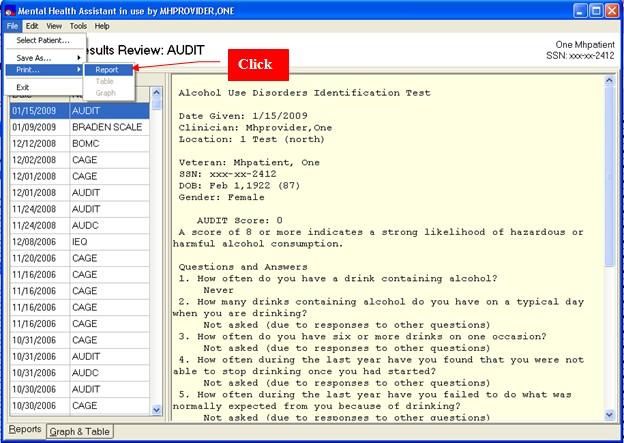 Mental Health Assistant in use by MHPROVIDER,ONE
File Edit View Tools Help
Select Patient...
Save As...
Print...
Exit
Report
Table
Graph
Click
esults Review: AUDIT
One Mhpatient
SSN: xxx-xx-2412
01/15/2009 AUDIT
01/09/2009 BRADEN SCALE
12/12/2008 BOMC
12/02/2008 CAGE
12/01/2008 CAGE
12/01/2008 AUDIT
11/24/2008 AUDIT
11/24/2008 AUDC
12/08/2006 IEQ
11/20/2006 CAGE
11/16/2006 CAGE
11/16/2006 CAGE
11/16/2006 CAGE
10/31/2006 CAGE
10/31/2006 AUDIT
10/31/2006 AUDC
10/30/2006 AUDIT
10/30/2006 CAGE
Alcohol Use Disorders Identification Test
Date Given: 1/15/2009
Clinician: Mhprovider,One
Location: 1 Test (north)
Veteran: Mhpatient, One
SSN: xxx-xx-2412
DOB: Feb 1,1922 (87)
Gender: Female
AUDIT Score: 0
A score of 8 or more indicates a strong likelihood of hazardous or
harmful alcohol consumption.
Questions and Answers
1. How often do you have a drink containing alcohol?
Never
2. How many drinks containing alcohol do you have on a typical day
when you are drinking?
Not asked (due to responses to other questions)
3. How often do you have six or more drinks on one occasion?
Not asked (due to responses to other questions)
4. How often during the last year have you found that you were not
able to stop drinking once you had started?
Not asked (due to responses to other questions)
5. How often during the last year have you failed to do what was
normally expected from you because of drinking?
Not asked (due to responses to other questions)
Reports Graph & Table